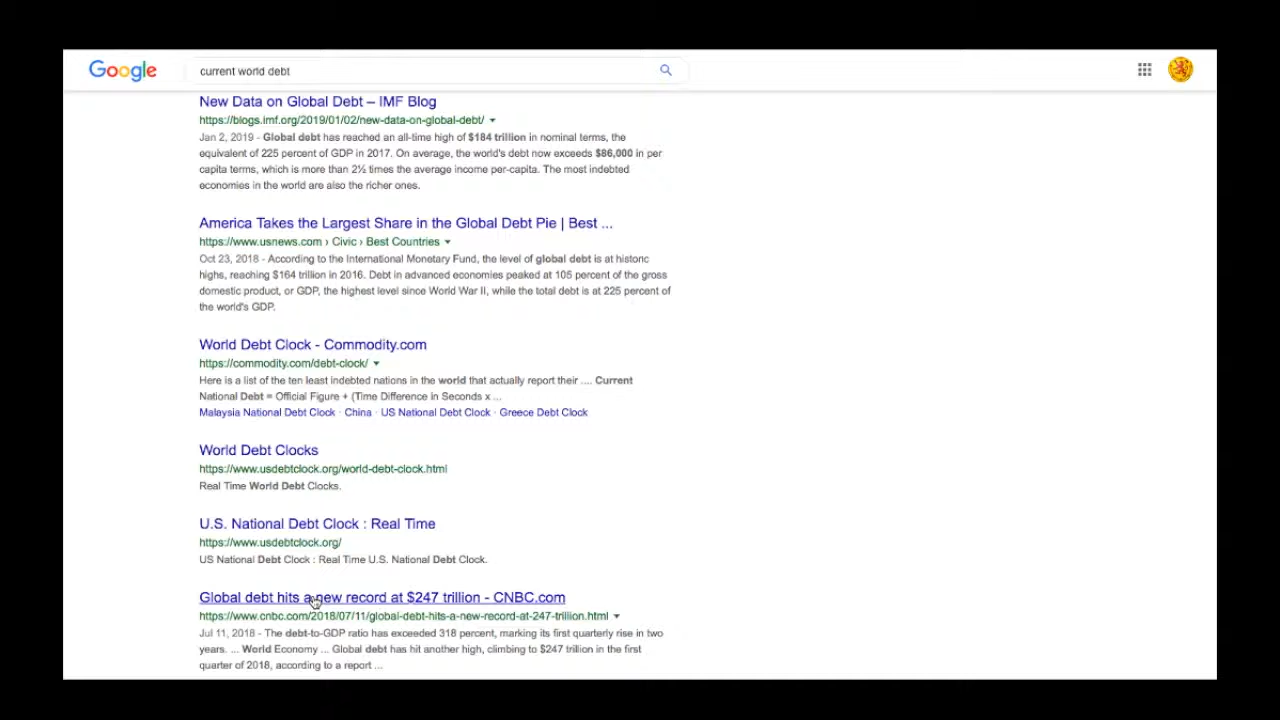 Google
current world debt
New Data on Global Debt – IMF Blog
https://blogs.imf.org/2019/01/02/new-data-on-global-debt/
Jan 2, 2019 - Global debt has reached an all-time high of $184 trillion in nominal terms, the
equivalent of 225 percent of GDP in 2017. On average, the world's debt now exceeds $86,000 in per
capita terms, which is more than 2½ times the average income per-capita. The most indebted
economies in the world are also the richer ones.
America Takes the Largest Share in the Global Debt Pie | Best ...
https://www.usnews.com › Civic › Best Countries
Oct 23, 2018 - According to the International Monetary Fund, the level of global debt is at historic
highs, reaching $164 trillion in 2016. Debt in advanced economies peaked at 105 percent of the gross
domestic product, or GDP, the highest level since World War II, while the total debt is at 225 percent of
the world's GDP.
World Debt Clock - Commodity.com
https://commodity.com/debt-clock/
Here is a list of the ten least indebted nations in the world that actually report their .... Current
National Debt = Official Figure + (Time Difference in Seconds x ...
Malaysia National Debt Clock · China · US National Debt Clock · Greece Debt Clock
World Debt Clocks
https://www.usdebtclock.org/world-debt-clock.html
Real Time World Debt Clocks.
U.S. National Debt Clock : Real Time
https://www.usdebtclock.org/
US National Debt Clock : Real Time U.S. National Debt Clock.
Global debt hits a new record at $247 trillion - CNBC.com
https://www.cnbc.com/2018/07/11/global-debt-hits-a-new-record-at-247-trillion.html
Jul 11, 2018 - The debt-to-GDP ratio has exceeded 318 percent, marking its first quarterly rise in two
years. ... World Economy ... Global debt has hit another high, climbing to $247 trillion in the first
quarter of 2018, according to a report ...